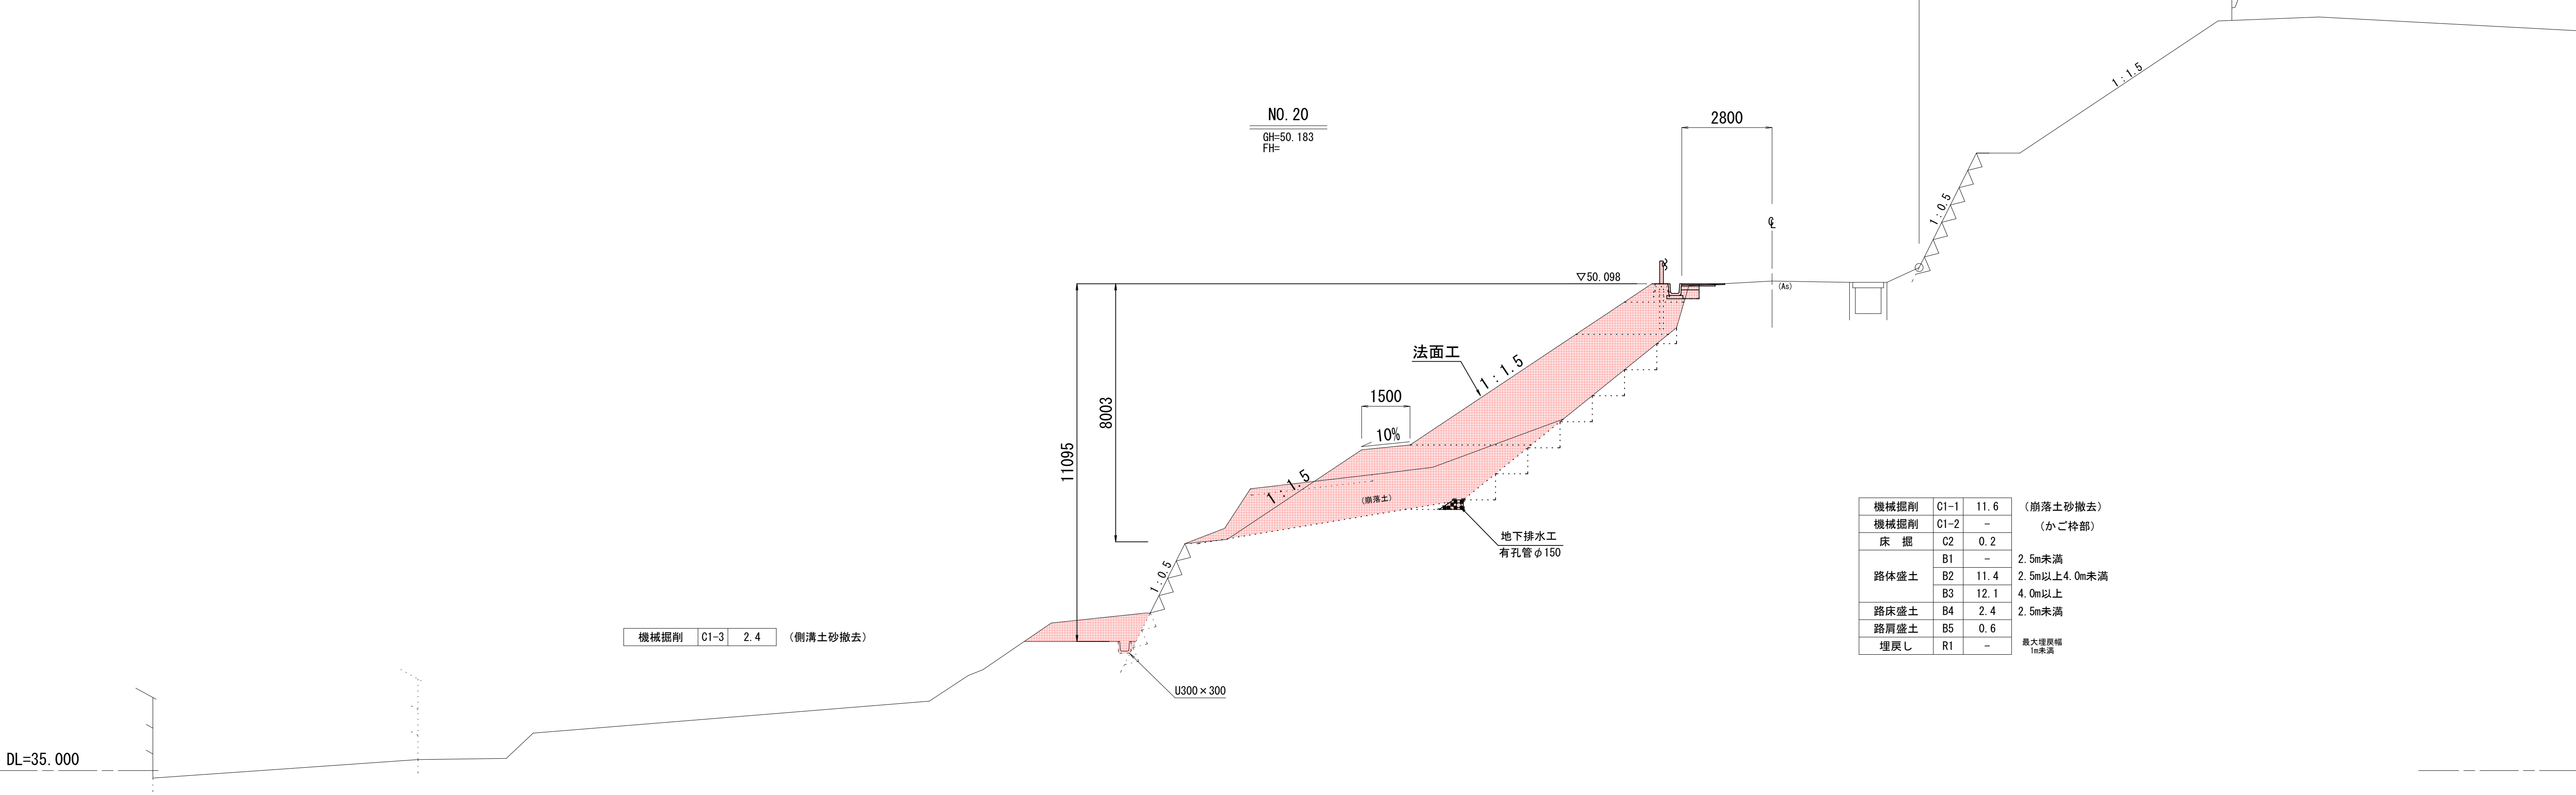 1:1.5
NO.20
GH=50.183
FH=
2800
CL
1:0.5
▽50.098
(As)
法面工
1:1.5
1500
10%
8003
11095
1:1.5
(崩落土)
地下排水工
有孔管φ150
1:0.5
機械掘削 C1-1 11.6 (崩落土砂撤去)
機械掘削 C1-2 - (かご枠部)
床 掘 C2 0.2
路体盛土 B1 - 2.5m未満
B2 11.4 2.5m以上4.0m未満
B3 12.1 4.0m以上
路床盛土 B4 2.4 2.5m未満
路肩盛土 B5 0.6
埋戻し R1 - 最大埋戻幅
1m未満
機械掘削 C1-3 2.4 (側溝土砂撤去)
U300×300
DL=35.000